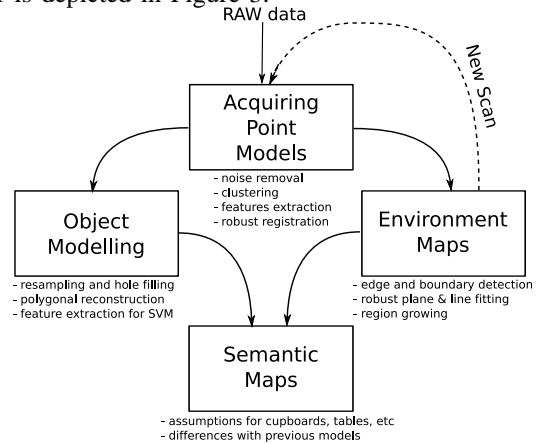 is depicted in Figure 3.
RAW data
New Scan
Acquiring
Point
Models
- noise removal
- clustering
- features extraction
- robust registration
Object
Modelling
- resampling and hole filling
- polygonal reconstruction
- feature extraction for SVM
Environment
Maps
- edge and boundary detection
- robust plane & line fitting
- region growing
Semantic
Maps
- assumptions for cupboards, tables, etc
- differences with previous models